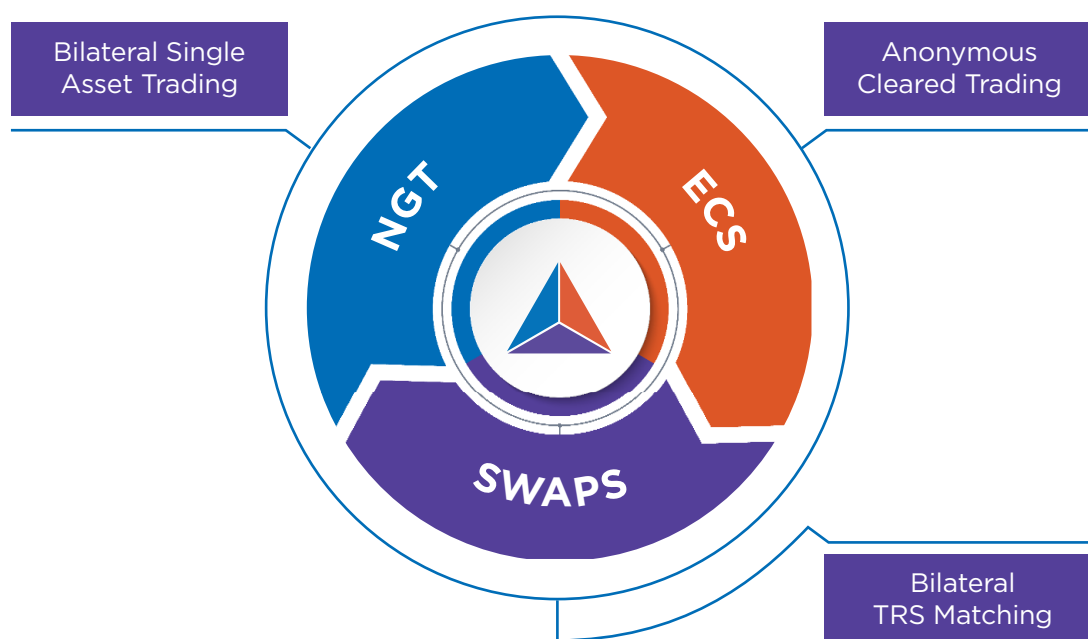 Bilateral Single
Asset Trading
Anonymous
Cleared Trading
NGT
ECS
SWAPS
Bilateral
TRS Matching